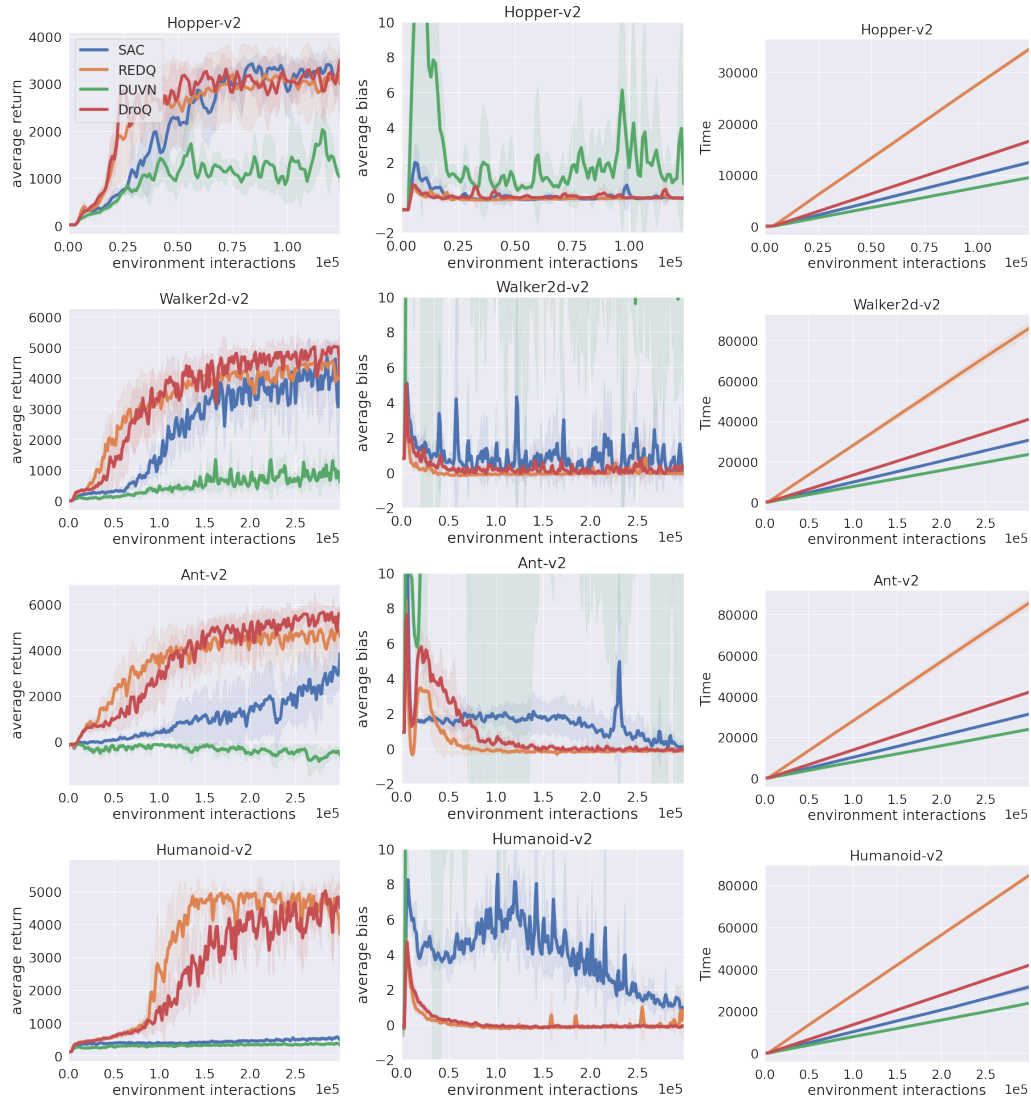 Hopper-v2
average return
4000
3000
2000
1000
0
SAC
REDQ
DUVN
DroQ
0.00 0.25 0.50 0.75 1.00
environment interactions 1e5
Hopper-v2
average bias
10
8
6
4
2
0
−2
0.00 0.25 0.50 0.75 1.00
environment interactions 1e5
Hopper-v2
Time
30000
20000
10000
0
0.00 0.25 0.50 0.75 1.00
environment interactions 1e5
Walker2d-v2
average return
6000
5000
4000
3000
2000
1000
0
0.0 0.5 1.0 1.5 2.0 2.5
environment interactions 1e5
Walker2d-v2
average bias
10
8
6
4
2
0
−2
0.0 0.5 1.0 1.5 2.0 2.5
environment interactions 1e5
Walker2d-v2
Time
80000
60000
40000
20000
0
0.0 0.5 1.0 1.5 2.0 2.5
environment interactions 1e5
Ant-v2
average return
6000
4000
2000
0
0.0 0.5 1.0 1.5 2.0 2.5
environment interactions 1e5
Ant-v2
average bias
10
8
6
4
2
0
−2
0.0 0.5 1.0 1.5 2.0 2.5
environment interactions 1e5
Ant-v2
Time
80000
60000
40000
20000
0
0.0 0.5 1.0 1.5 2.0 2.5
environment interactions 1e5
Humanoid-v2
average return
5000
4000
3000
2000
1000
0
0.0 0.5 1.0 1.5 2.0 2.5
environment interactions 1e5
Humanoid-v2
average bias
10
8
6
4
2
0
−2
0.0 0.5 1.0 1.5 2.0 2.5
environment interactions 1e5
Humanoid-v2
Time
80000
60000
40000
20000
0
0.0 0.5 1.0 1.5 2.0 2.5
environment interactions 1e5